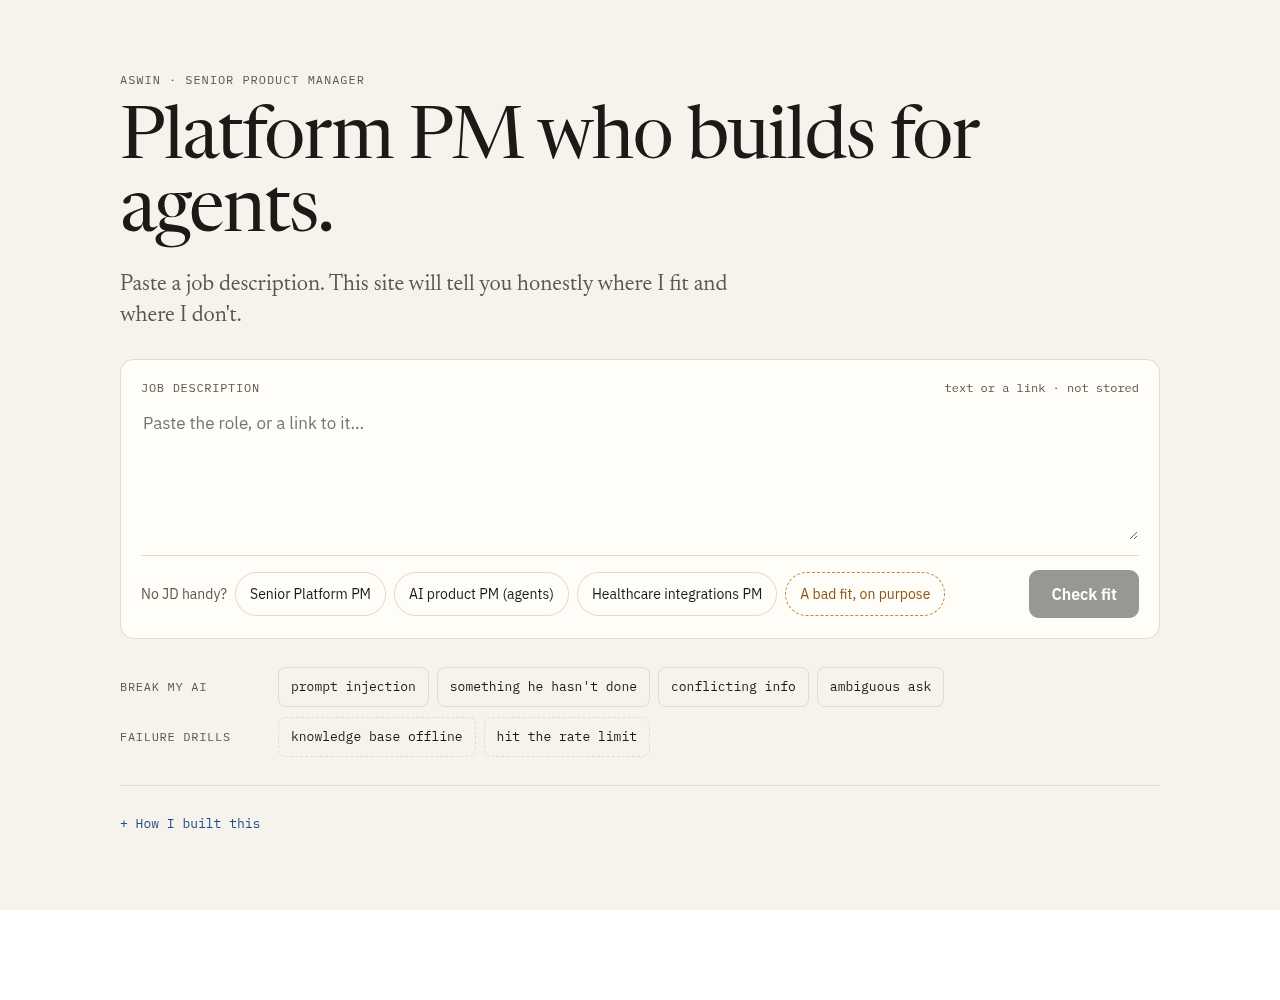 ASWIN · SENIOR PRODUCT MANAGER
Platform PM who builds for
agents.
Paste a job description. This site will tell you honestly where I fit and
where I don't.
JOB DESCRIPTION text or a link · not stored
Paste the role, or a link to it...
No JD handy? Senior Platform PM AI product PM (agents) Healthcare integrations PM A bad fit, on purpose Check fit
BREAK MY AI prompt injection something he hasn't done conflicting info ambiguous ask
FAILURE DRILLS knowledge base offline hit the rate limit
+ How I built this